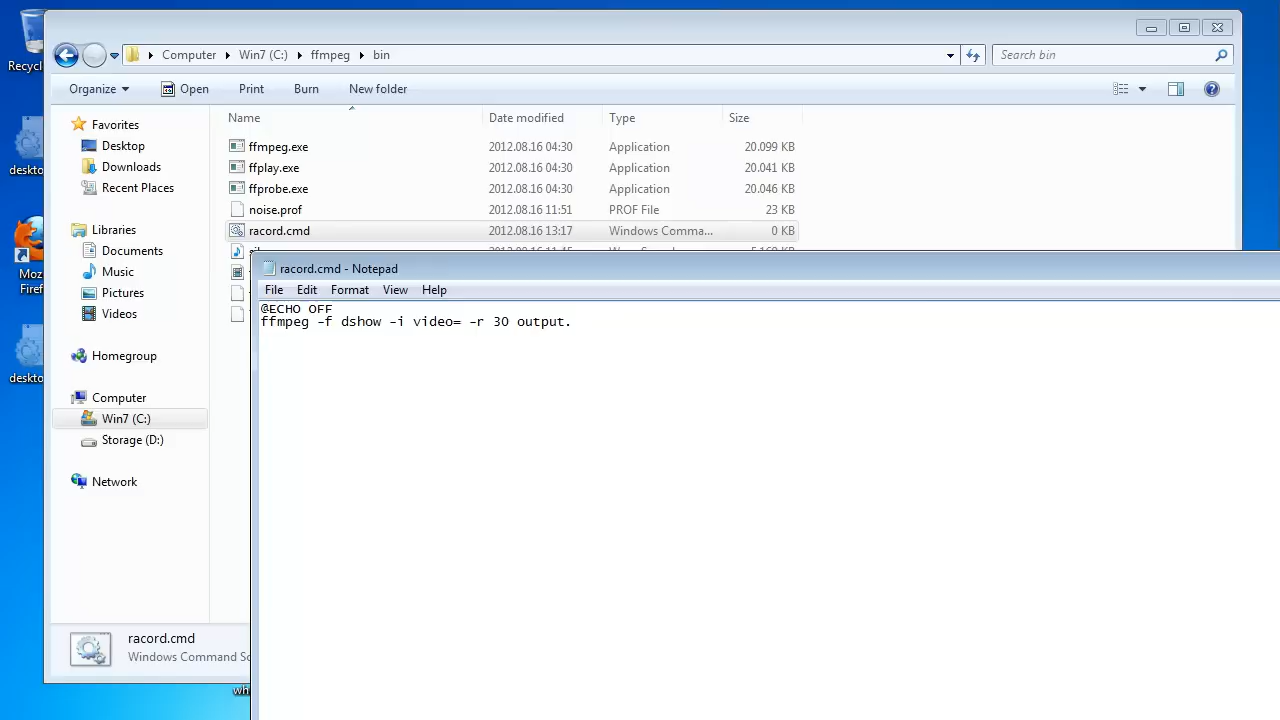 Recycl
deskto
Moz
Firef
deskto
Computer
Win7 (C:)
ffmpeg
bin
Search bin
Organize
Open
Print
Burn
New folder
Favorites
Desktop
Downloads
Recent Places
Libraries
Documents
Music
Pictures
Videos
Homegroup
Computer
Win7 (C:)
Storage (D:)
Network
Name Date modified Type Size
ffmpeg.exe 2012.08.16 04:30 Application 20.099 KB
ffplay.exe 2012.08.16 04:30 Application 20.041 KB
ffprobe.exe 2012.08.16 04:30 Application 20.046 KB
noise.prof 2012.08.16 11:51 PROF File 23 KB
racord.cmd 2012.08.16 13:17 Windows Comma... 0 KB
racord.cmd - Notepad
File Edit Format View Help
@ECHO OFF
ffmpeg -f dshow -i video= -r 30 output.
racord.cmd
Windows Command Sc
wh